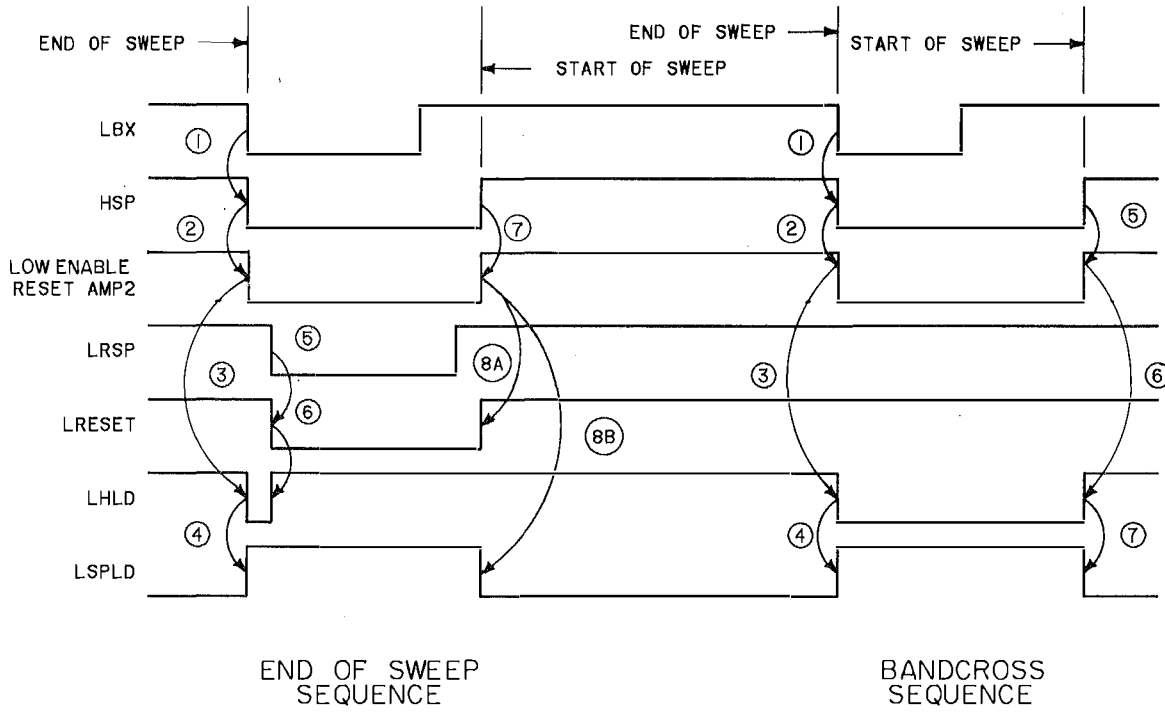 END OF SWEEP
START OF SWEEP
END OF SWEEP
START OF SWEEP
LBX
1
1
HSP
2
7
2
5
LOW ENABLE
RESET AMP2
LRSP
5
3
8A
3
6
6
LRESET
8B
LHLD
4
4
7
LSPLD
END OF SWEEP
SEQUENCE
BANDCROSS
SEQUENCE